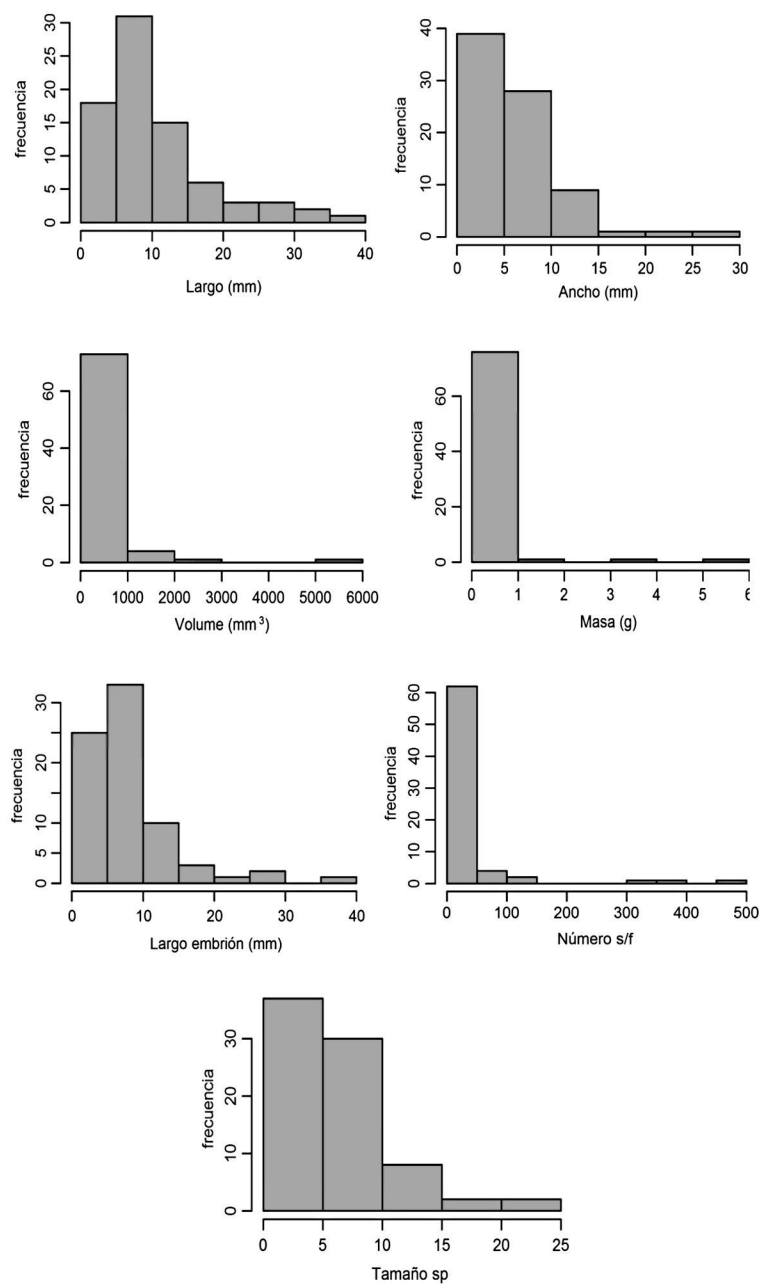 frecuencia
0 5 10 15 20 25 30
0 10 20 30 40
Largo (mm)
frecuencia
0 10 20 30 40
0 5 10 15 20 25 30
Ancho (mm)
frecuencia
0 20 40 60
0 1000 2000 3000 4000 5000 6000
Volume (mm³)
frecuencia
0 20 40 60
0 1 2 3 4 5 6
Masa (g)
frecuencia
0 5 10 20 30
0 10 20 30 40
Largo embrión (mm)
frecuencia
0 10 20 30 40 50 60
0 100 200 300 400 500
Número s/f
frecuencia
0 10 20 30
0 5 10 15 20 25
Tamaño sp